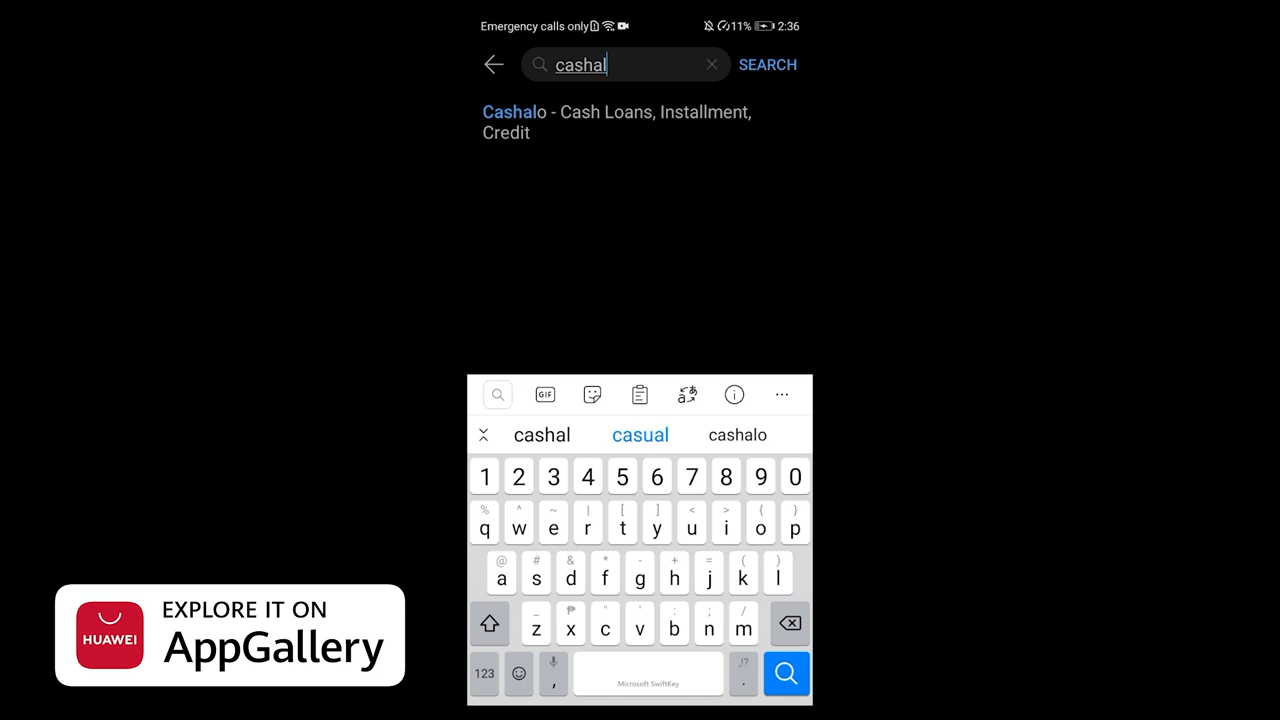 Emergency calls only 11% 2:36
cashal SEARCH
Cashalo - Cash Loans, Installment,
Credit
GIF
cashal casual cashalo
1 2 3 4 5 6 7 8 9 0
% ^ ~ | [ ] < > { }
q w e r t y u i o p
@ # & * - + = ( )
a s d f g h j k l
_ ₱ " ' : ; /
z x c v b n m
123 , Microsoft SwiftKey ,!? .
EXPLORE IT ON
HUAWEI AppGallery